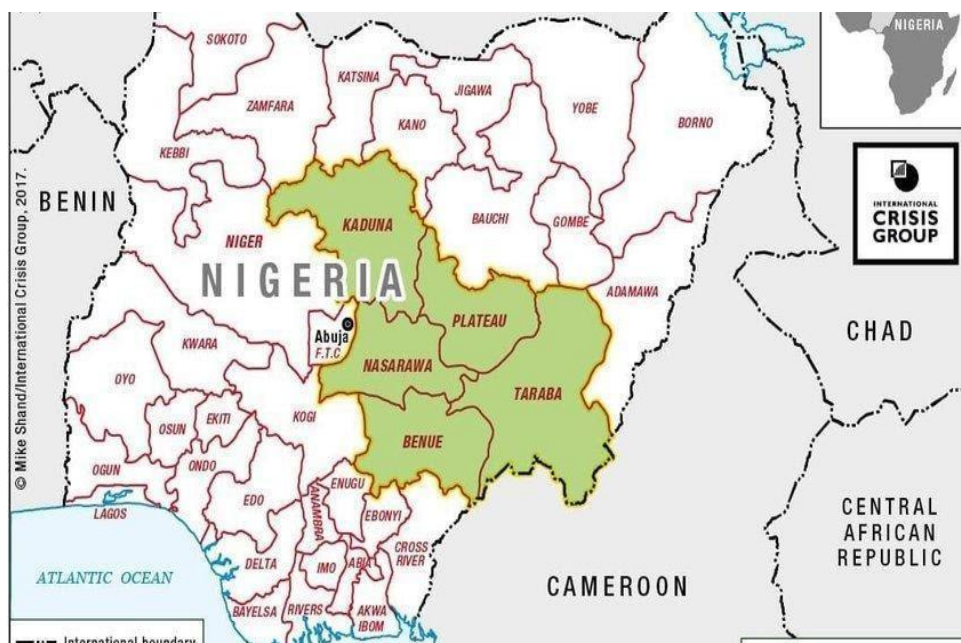 NIGERIA
SOKOTO
KATSINA
JIGAWA
ZAMFARA
KANO
YOBE
BORNO
KEBBI
BENIN
INTERNATIONAL
CRISIS
GROUP
KADUNA
BAUCHI
GOMBE
NIGER
NIGERIA
ADAMAWA
PLATEAU
Abuja
F.T.C
CHAD
KWARA
NASARAWA
OYO
TARABA
KOGI
OSUN
EKITI
BENUE
OGUN
ONDO
ENUGU
EDO
ANAMBRA
EBONYI
LAGOS
CENTRAL
AFRICAN
REPUBLIC
CROSS
RIVER
DELTA
IMO
ABIA
ATLANTIC OCEAN
CAMEROON
BAYELSA
RIVERS
AKWA
IBOM
International boundary
© Mike Shand/International Crisis Group, 2017.